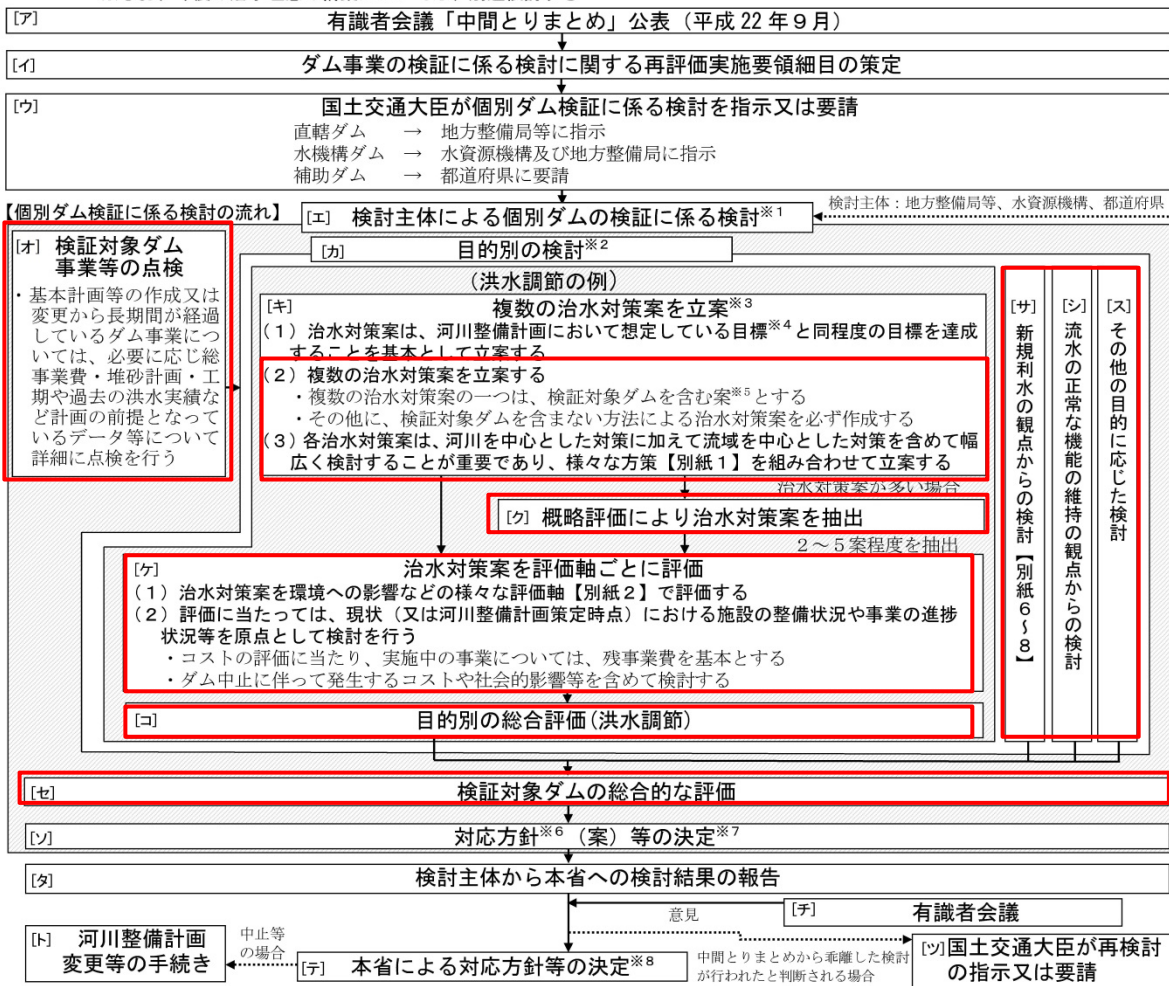 [ア] 有識者会議「中間とりまとめ」公表（平成22年９月）
[イ] ダム事業の検証に係る検討に関する再評価実施要領細目の策定
[ウ] 国土交通大臣が個別ダム検証に係る検討を指示又は要請
直轄ダム → 地方整備局等に指示
水機構ダム → 水資源機構及び地方整備局に指示
補助ダム → 都道府県に要請
【個別ダム検証に係る検討の流れ】
[エ] 検討主体による個別ダムの検証に係る検討※1
検討主体：地方整備局等、水資源機構、都道府県
[オ] 検証対象ダム
事業等の点検
・基本計画等の作成又は
変更から長期間が経過
しているダム事業につ
いては、必要に応じ総
事業費・堆砂計画・工
期や過去の洪水実績な
ど計画の前提となって
いるデータ等について
詳細に点検を行う
[カ] 目的別の検討※2
(洪水調節の例)
[キ] 複数の治水対策案を立案※3
(１) 治水対策案は、河川整備計画において想定している目標※4と同程度の目標を達成
することを基本として立案する
(２) 複数の治水対策案を立案する
・複数の治水対策案の一つは、検証対象ダムを含む案※5とする
・その他に、検証対象ダムを含まない方法による治水対策案を必ず作成する
(３) 各治水対策案は、河川を中心とした対策に加えて流域を中心とした対策を含めて幅
広く検討することが重要であり、様々な方策【別紙１】を組み合わせて立案する
治水対策案が多い場合
[ク] 概略評価により治水対策案を抽出
２～５案程度を抽出
[ケ] 治水対策案を評価軸ごとに評価
(１) 治水対策案を環境への影響などの様々な評価軸【別紙２】で評価する
(２) 評価に当たっては、現状（又は河川整備計画策定時点）における施設の整備状況や事業の進捗
状況等を原点として検討を行う
・コストの評価に当たり、実施中の事業については、残事業費を基本とする
・ダム中止に伴って発生するコストや社会的影響等を含めて検討する
[コ] 目的別の総合評価(洪水調節)
[サ] 新規利水の観点からの検討【別紙６～８】
[シ] 流水の正常な機能の維持の観点からの検討
[ス] その他の目的に応じた検討
[セ] 検証対象ダムの総合的な評価
[ソ] 対応方針※6（案）等の決定※7
[タ] 検討主体から本省への検討結果の報告
意見
[チ] 有識者会議
[ト] 河川整備計画
変更等の手続き
中止等
の場合
[テ] 本省による対応方針等の決定※8
中間とりまとめから乖離した検討
が行われたと判断される場合
[ツ] 国土交通大臣が再検討
の指示又は要請